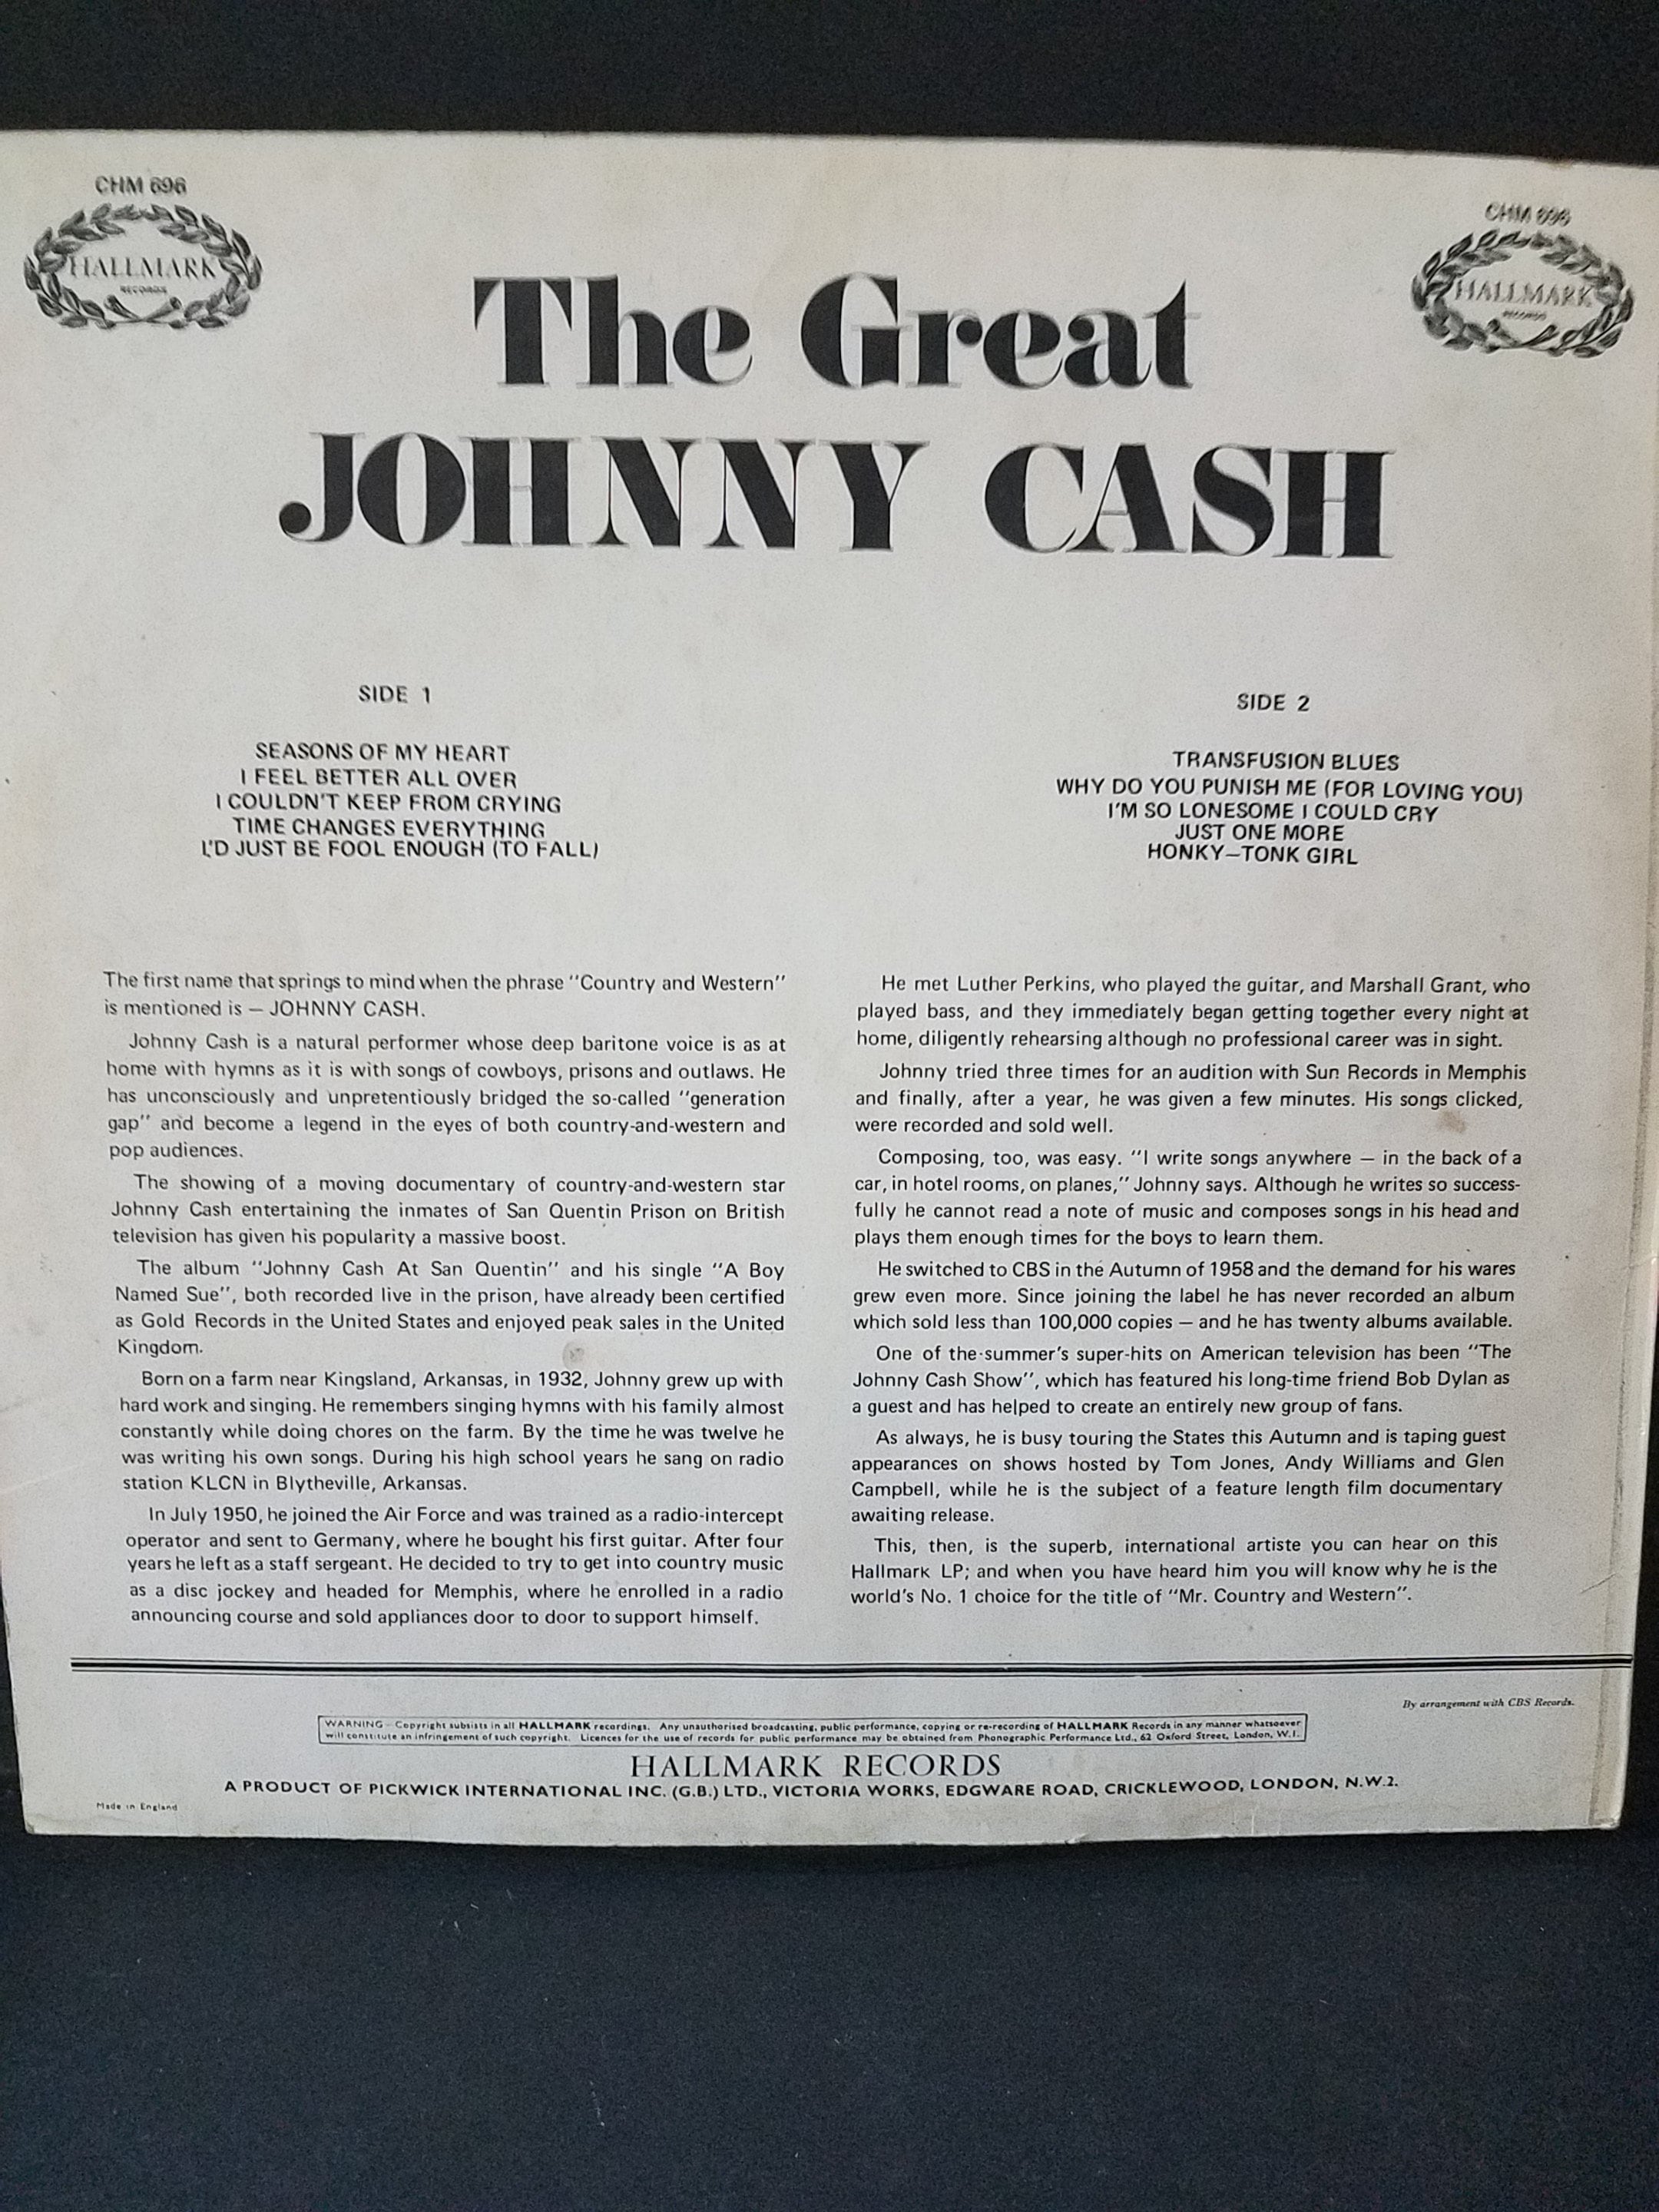 CHM 696
HALLMARK
RECORDS
CHM 696
HALLMARK
RECORDS
The Great
JOHNNY CASH
SIDE 1
SEASONS OF MY HEART
I FEEL BETTER ALL OVER
I COULDN'T KEEP FROM CRYING
TIME CHANGES EVERYTHING
I'D JUST BE FOOL ENOUGH (TO FALL)
SIDE 2
TRANSFUSION BLUES
WHY DO YOU PUNISH ME (FOR LOVING YOU)
I'M SO LONESOME I COULD CRY
JUST ONE MORE
HONKY—TONK GIRL
The first name that springs to mind when the phrase "Country and Western"
is mentioned is — JOHNNY CASH.
Johnny Cash is a natural performer whose deep baritone voice is as at
home with hymns as it is with songs of cowboys, prisons and outlaws. He
has unconsciously and unpretentiously bridged the so-called "generation
gap" and become a legend in the eyes of both country-and-western and
pop audiences.
The showing of a moving documentary of country-and-western star
Johnny Cash entertaining the inmates of San Quentin Prison on British
television has given his popularity a massive boost.
The album "Johnny Cash At San Quentin" and his single "A Boy
Named Sue", both recorded live in the prison, have already been certified
as Gold Records in the United States and enjoyed peak sales in the United
Kingdom.
Born on a farm near Kingsland, Arkansas, in 1932, Johnny grew up with
hard work and singing. He remembers singing hymns with his family almost
constantly while doing chores on the farm. By the time he was twelve he
was writing his own songs. During his high school years he sang on radio
station KLCN in Blytheville, Arkansas.
In July 1950, he joined the Air Force and was trained as a radio-intercept
operator and sent to Germany, where he bought his first guitar. After four
years he left as a staff sergeant. He decided to try to get into country music
as a disc jockey and headed for Memphis, where he enrolled in a radio
announcing course and sold appliances door to door to support himself.
He met Luther Perkins, who played the guitar, and Marshall Grant, who
played bass, and they immediately began getting together every night at
home, diligently rehearsing although no professional career was in sight.
Johnny tried three times for an audition with Sun Records in Memphis
and finally, after a year, he was given a few minutes. His songs clicked,
were recorded and sold well.
Composing, too, was easy. "I write songs anywhere — in the back of a
car, in hotel rooms, on planes," Johnny says. Although he writes so success-
fully he cannot read a note of music and composes songs in his head and
plays them enough times for the boys to learn them.
He switched to CBS in the Autumn of 1958 and the demand for his wares
grew even more. Since joining the label he has never recorded an album
which sold less than 100,000 copies — and he has twenty albums available.
One of the summer's super-hits on American television has been "The
Johnny Cash Show", which has featured his long-time friend Bob Dylan as
a guest and has helped to create an entirely new group of fans.
As always, he is busy touring the States this Autumn and is taping guest
appearances on shows hosted by Tom Jones, Andy Williams and Glen
Campbell, while he is the subject of a feature length film documentary
awaiting release.
This, then, is the superb, international artiste you can hear on this
Hallmark LP; and when you have heard him you will know why he is the
world's No. 1 choice for the title of "Mr. Country and Western".
By arrangement with CBS Records.
WARNING – Copyright subsists in all HALLMARK recordings. Any unauthorised broadcasting, public performance, copying or re-recording of HALLMARK Records in any manner whatsoever
will constitute an infringement of such copyright. Licences for the use of records for public performance may be obtained from Phonographic Performance Ltd., 62 Oxford Street, London, W.1.
HALLMARK RECORDS
A PRODUCT OF PICKWICK INTERNATIONAL INC. (G.B.) LTD., VICTORIA WORKS, EDGWARE ROAD, CRICKLEWOOD, LONDON, N.W.2.
Made in England